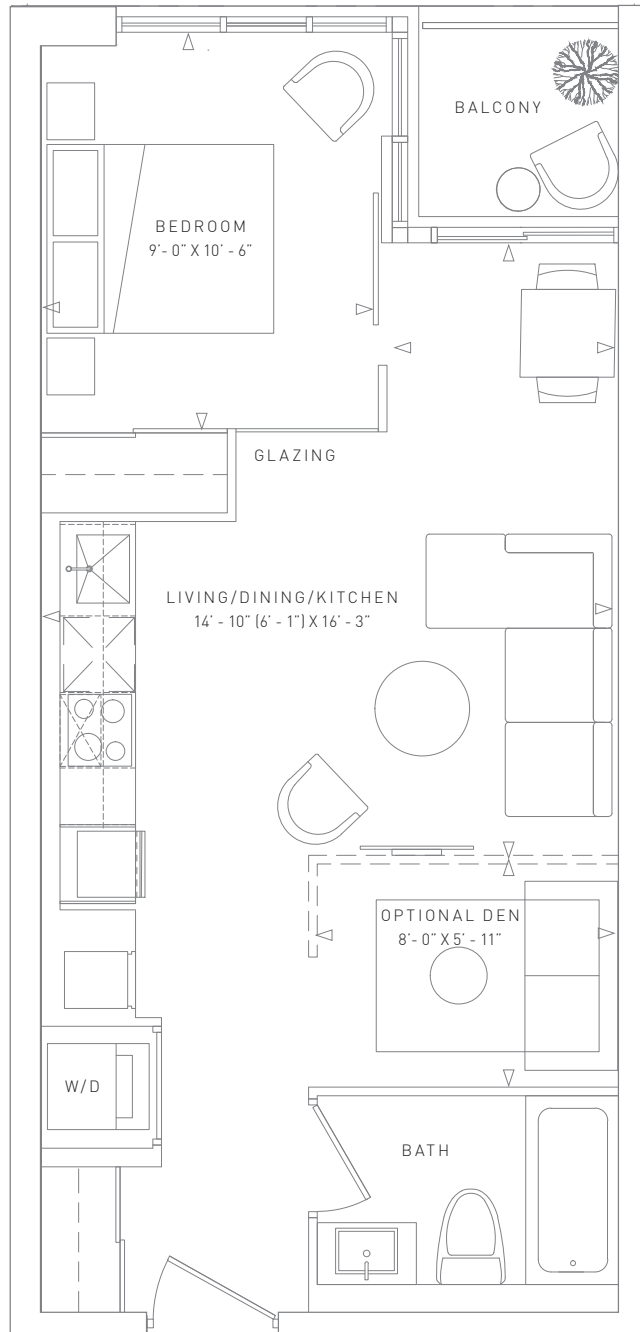 BALCONY
BEDROOM
9'- 0" X 10' - 6"
GLAZING
LIVING/DINING/KITCHEN
14' - 10" (6' - 1") X 16' - 3"
OPTIONAL DEN
8'- 0" X 5' - 11"
W/D
BATH